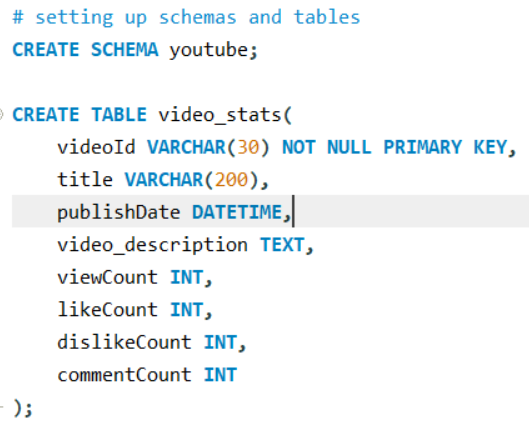 # setting up schemas and tables
CREATE SCHEMA youtube;
CREATE TABLE video_stats(
videoId VARCHAR(30) NOT NULL PRIMARY KEY,
title VARCHAR(200),
publishDate DATETIME,
video_description TEXT,
viewCount INT,
likeCount INT,
dislikeCount INT,
commentCount INT
);